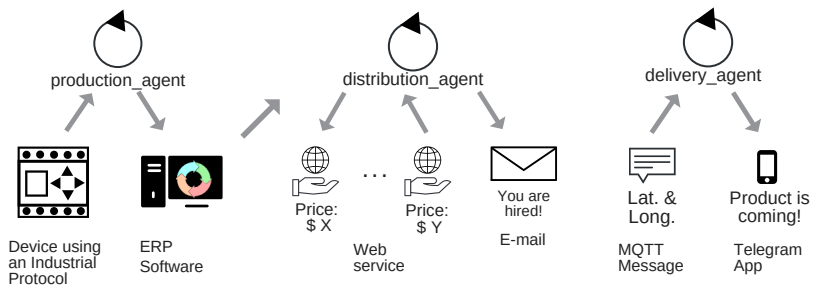 production_agent
distribution_agent
delivery_agent
Price:
$ X
. . .
Price:
$ Y
You are
hired!
Lat. &
Long.
Product is
coming!
Device using
an Industrial
Protocol
ERP
Software
Web
service
E-mail
MQTT
Message
Telegram
App